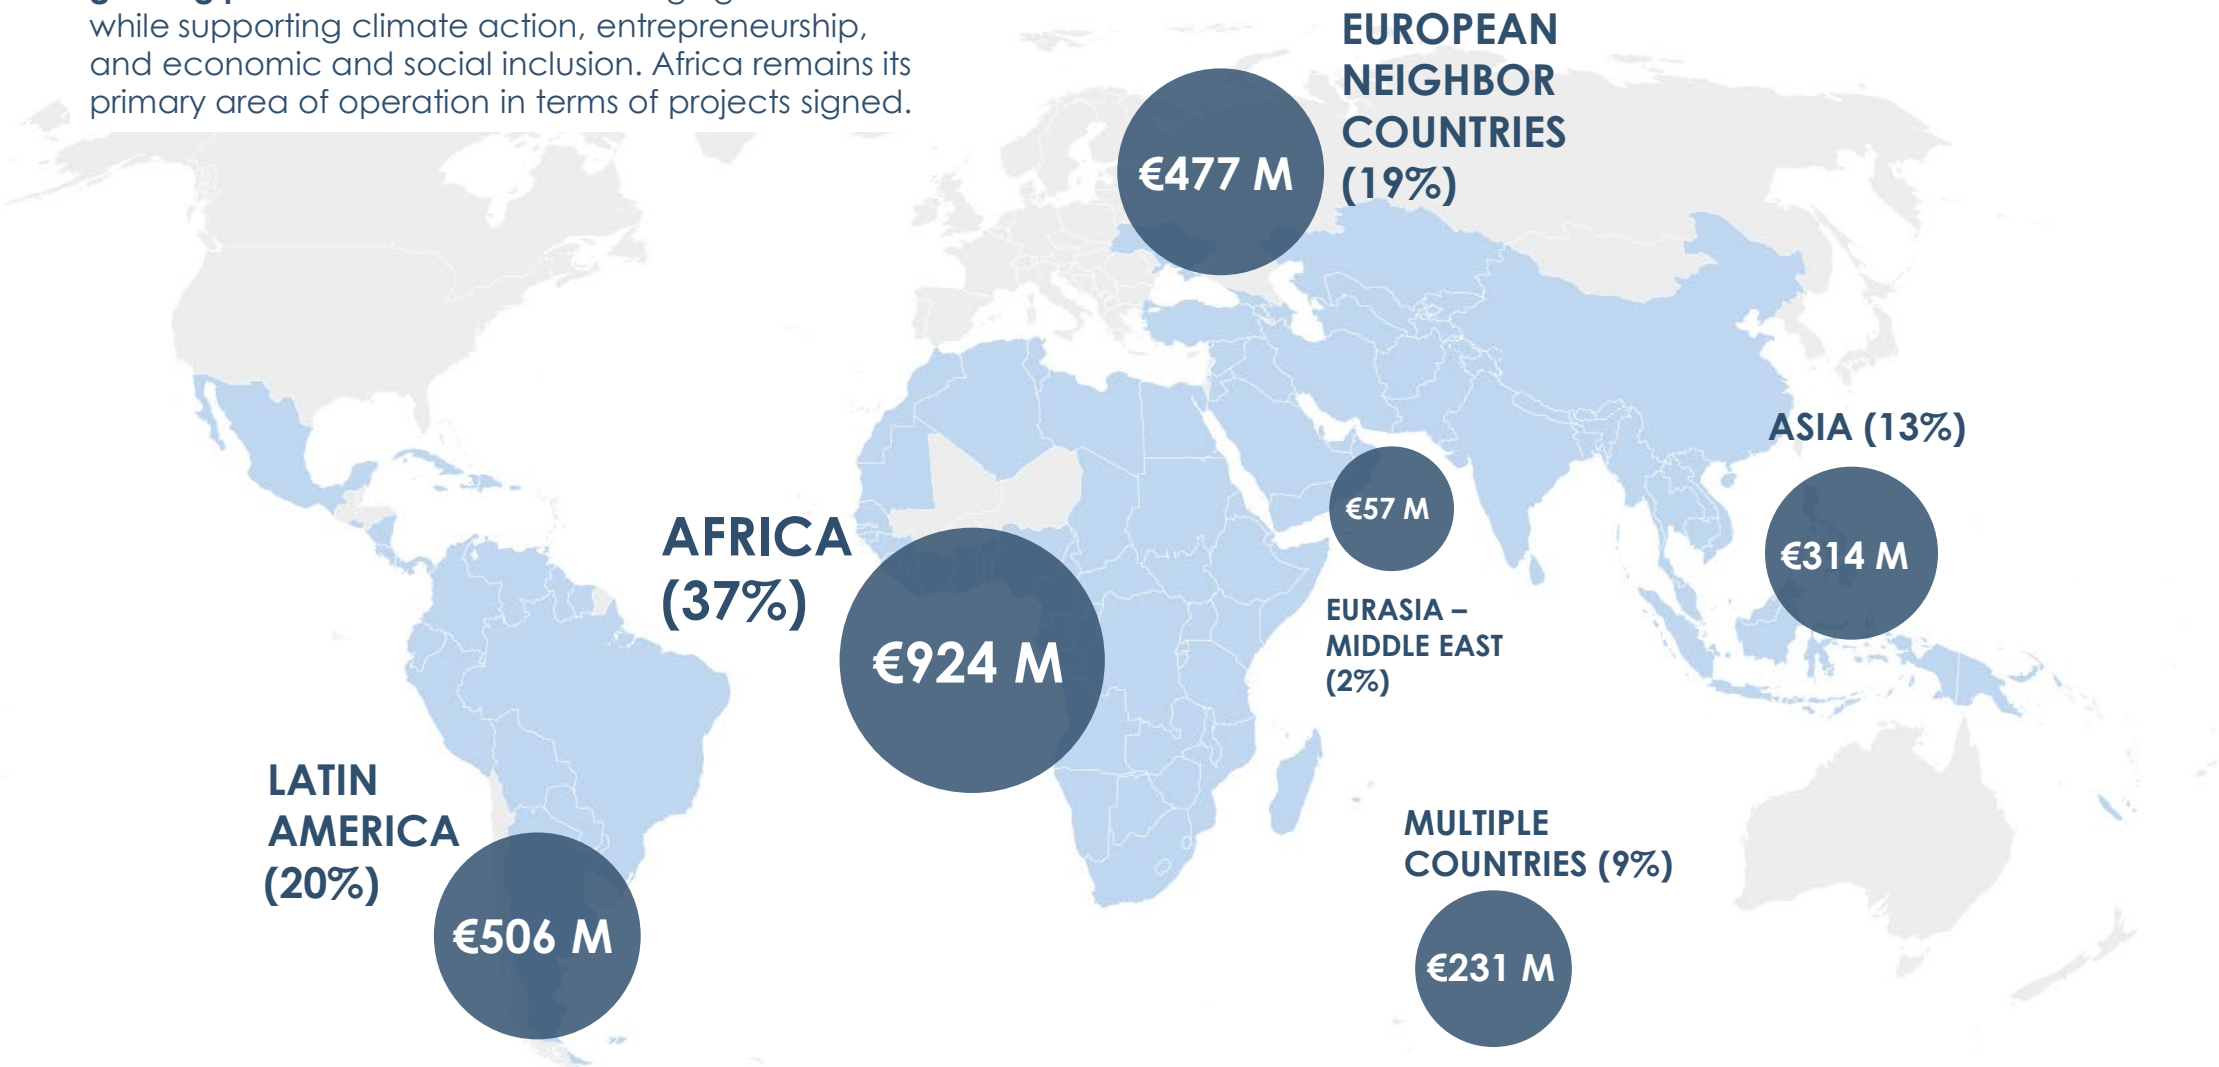 while supporting climate action, entrepreneurship,
and economic and social inclusion. Africa remains its
primary area of operation in terms of projects signed.
EUROPEAN
NEIGHBOR
COUNTRIES
(19%)
€477 M
ASIA (13%)
€314 M
€57 M
EURASIA –
MIDDLE EAST
(2%)
AFRICA
(37%)
€924 M
LATIN
AMERICA
(20%)
€506 M
MULTIPLE
COUNTRIES (9%)
€231 M